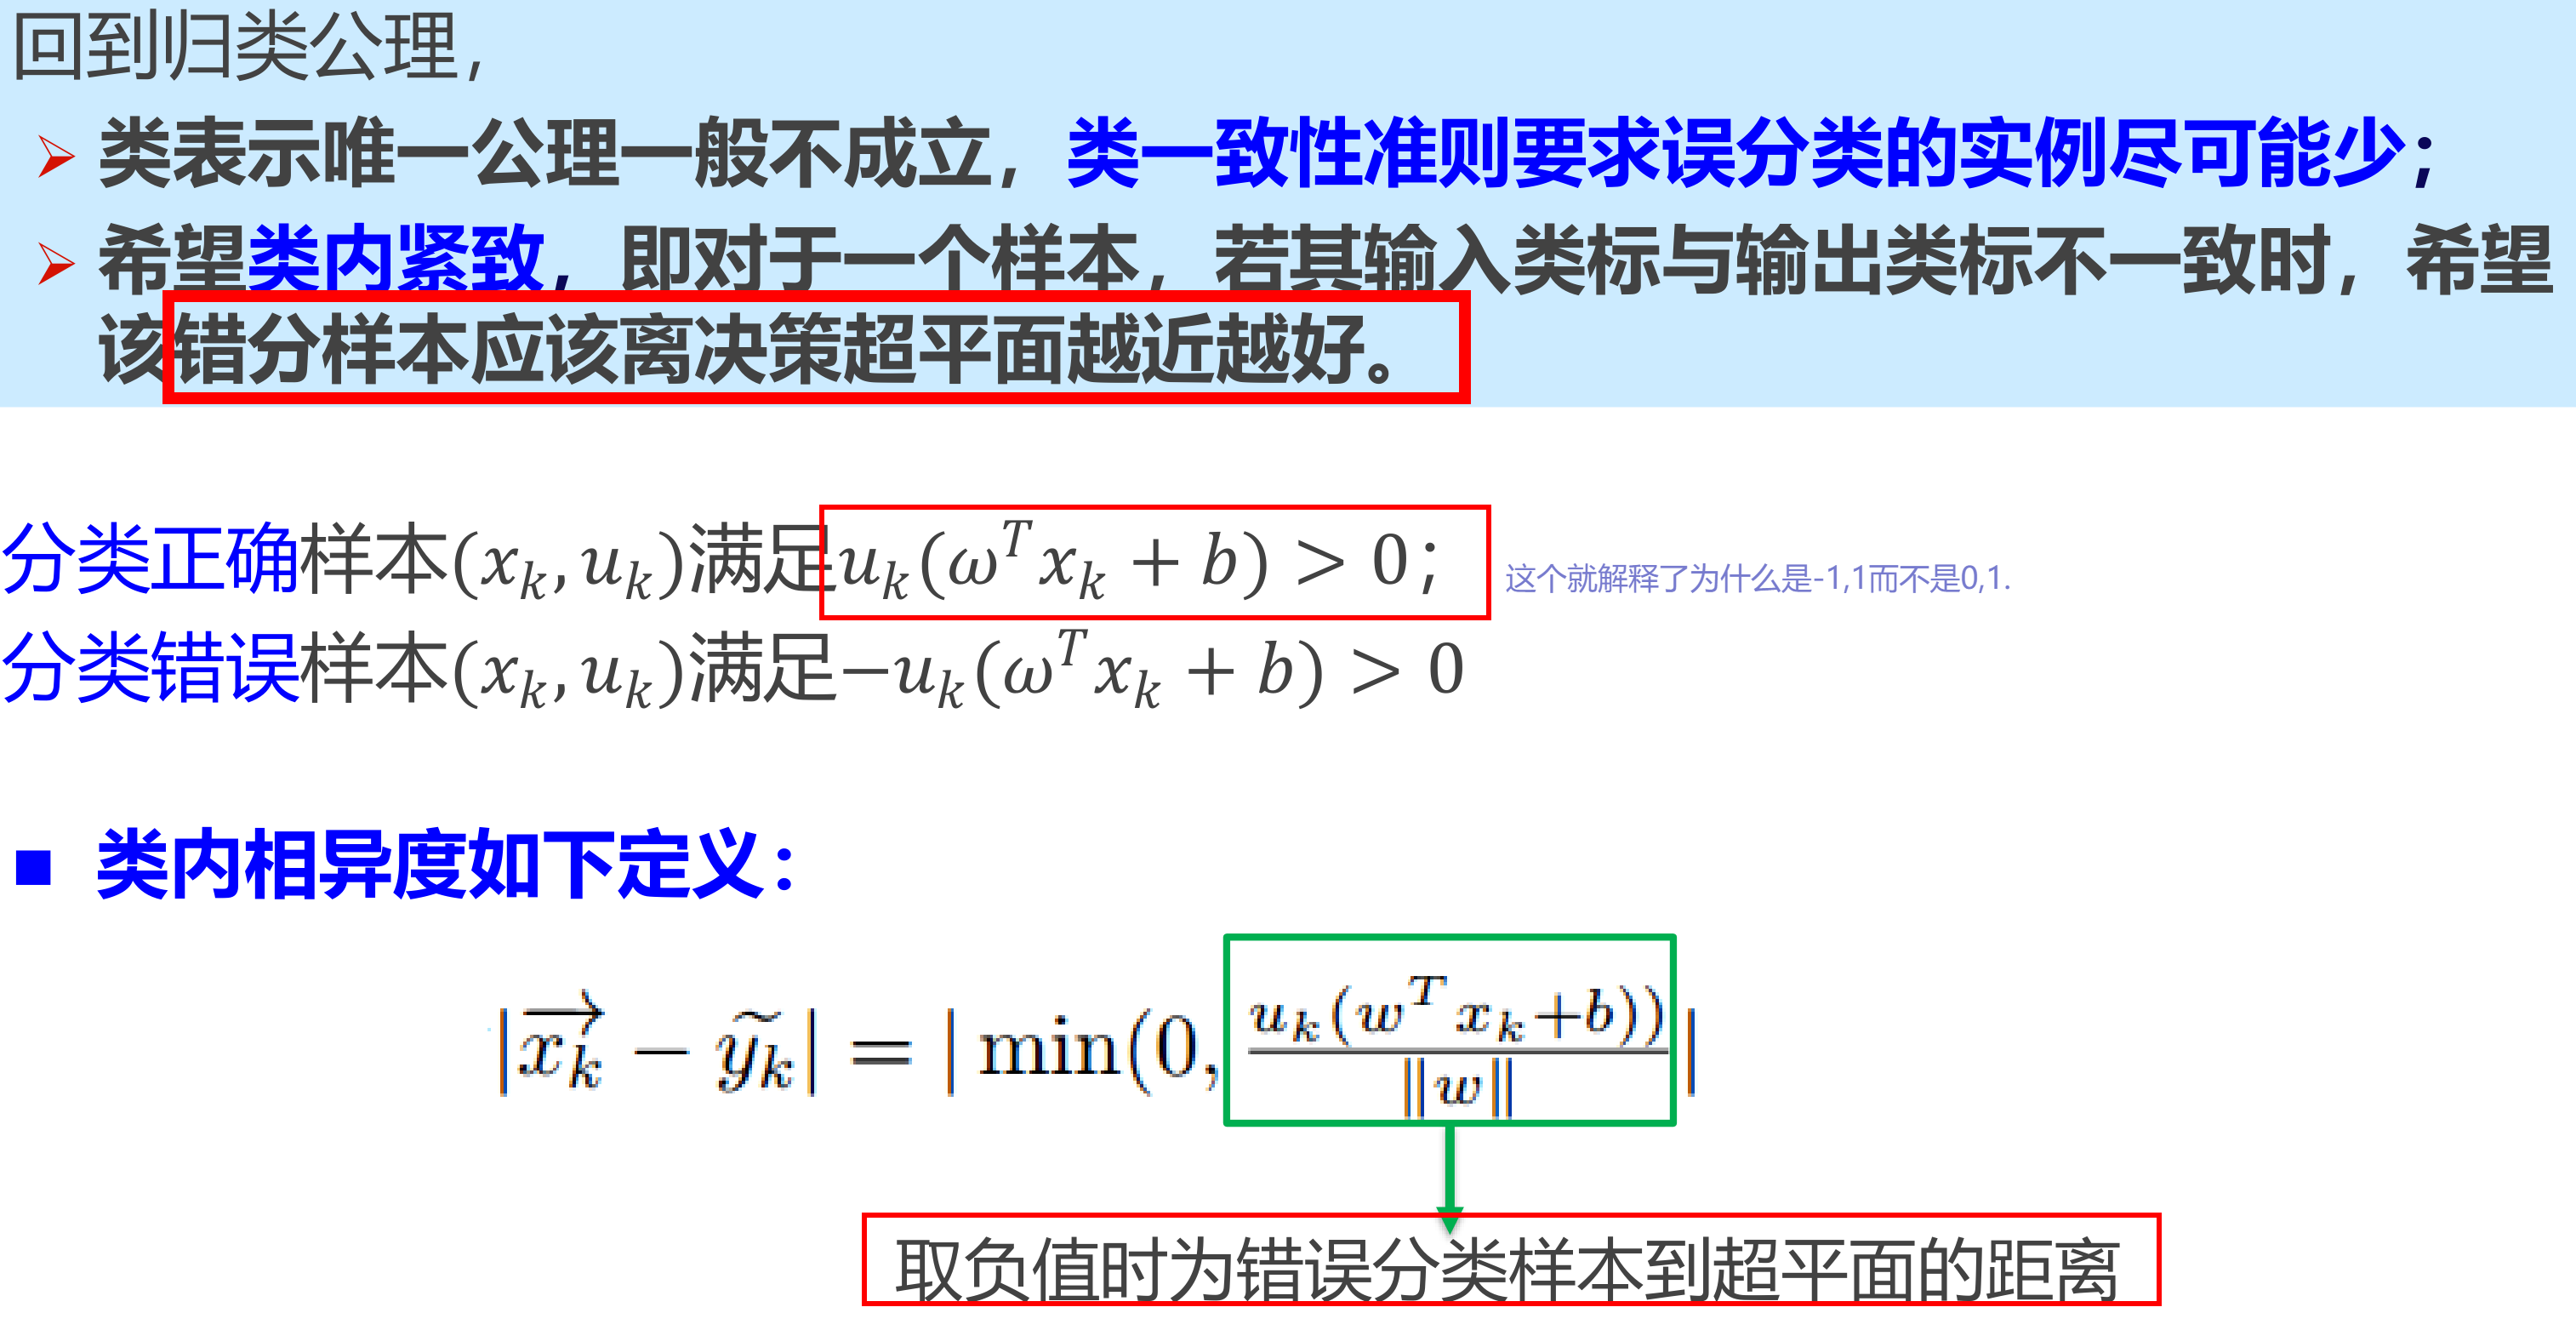 回到归类公理，
➢ 类表示唯一公理一般不成立，类一致性准则要求误分类的实例尽可能少；
➢ 希望类内紧致，即对于一个样本，若其输入类标与输出类标不一致时，希望
该错分样本应该离决策超平面越近越好。
分类正确样本(x_k, u_k)满足u_k(ω^T x_k + b) > 0；
这个就解释了为什么是-1,1而不是0,1.
分类错误样本(x_k, u_k)满足−u_k(ω^T x_k + b) > 0
■ 类内相异度如下定义：
|\overrightarrow{x_k} − \widetilde{y_k}| = | min(0, \frac{u_k(w^T x_k+b))}{‖w‖} |
取负值时为错误分类样本到超平面的距离